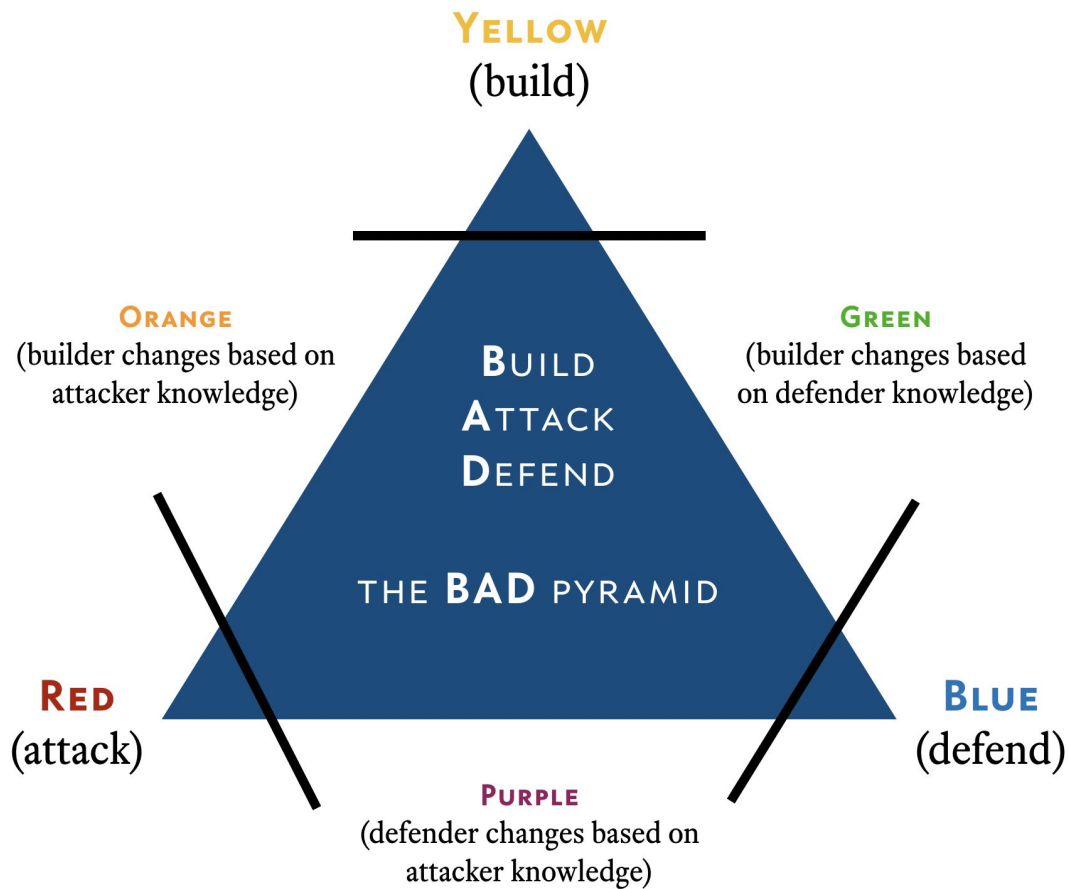 YELLOW
(build)
ORANGE
(builder changes based on
attacker knowledge)
GREEN
(builder changes based
on defender knowledge)
BUILD
ATTACK
DEFEND
THE BAD PYRAMID
RED
(attack)
BLUE
(defend)
PURPLE
(defender changes based on
attacker knowledge)